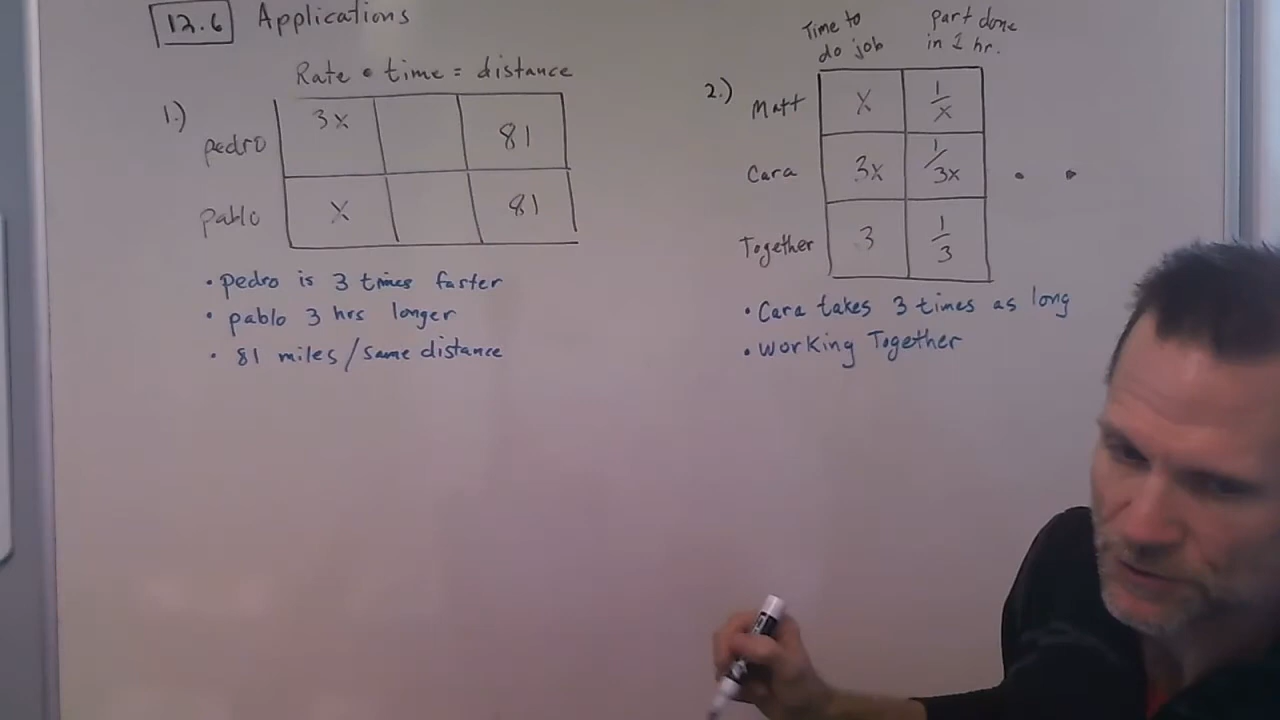 12.6 Applications
Rate • time = distance
1.)
pedro 3x 81
pablo x 81
• pedro is 3 times faster
• pablo 3 hrs longer
• 81 miles/same distance
Time to do job
part done in 1 hr.
2.)
Matt x 1/x
Cara 3x 1/3x
Together 3 1/3
• Cara takes 3 times as long
• Working Together